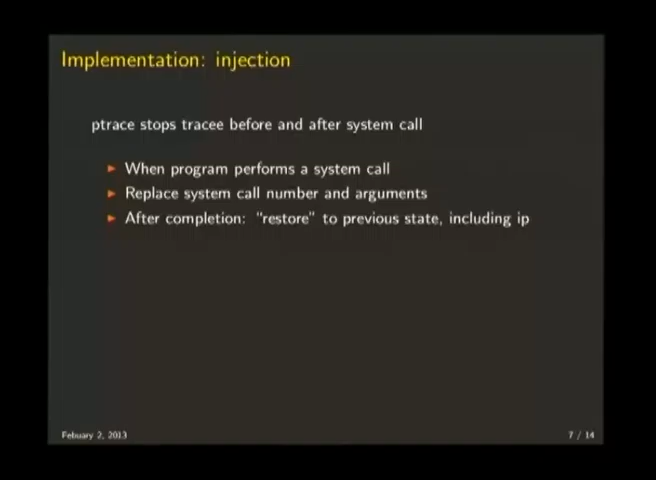 Implementation: injection
ptrace stops tracee before and after system call
When program performs a system call
Replace system call number and arguments
After completion: "restore" to previous state, including ip
Febuary 2, 2013
7 / 14